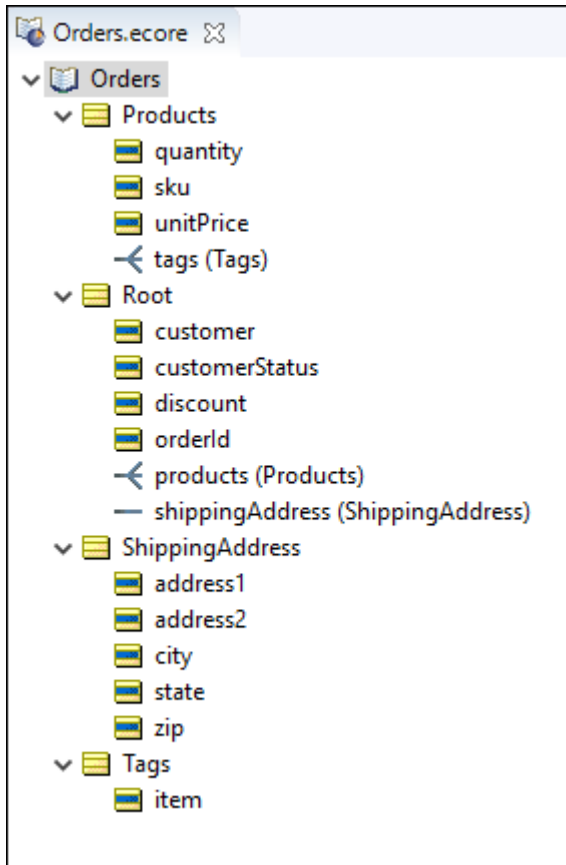 Orders.ecore
Orders
Products
quantity
sku
unitPrice
tags (Tags)
Root
customer
customerStatus
discount
orderId
products (Products)
shippingAddress (ShippingAddress)
ShippingAddress
address1
address2
city
state
zip
Tags
item